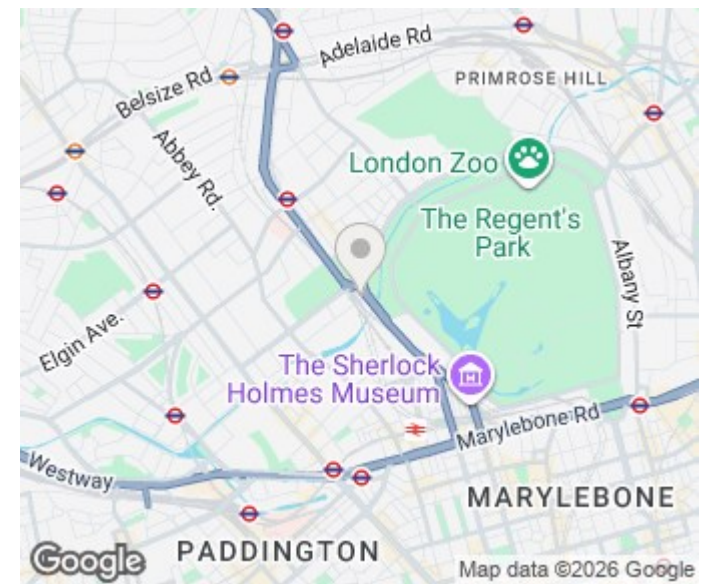 Adelaide Rd
PRIMROSE HILL
Belsize Rd
Abbey Rd.
London Zoo
The Regent's
Park
Albany St
Elgin Ave.
The Sherlock
Holmes Museum
Marylebone Rd
Westway
MARYLEBONE
PADDINGTON
Google
Map data ©2026 Google